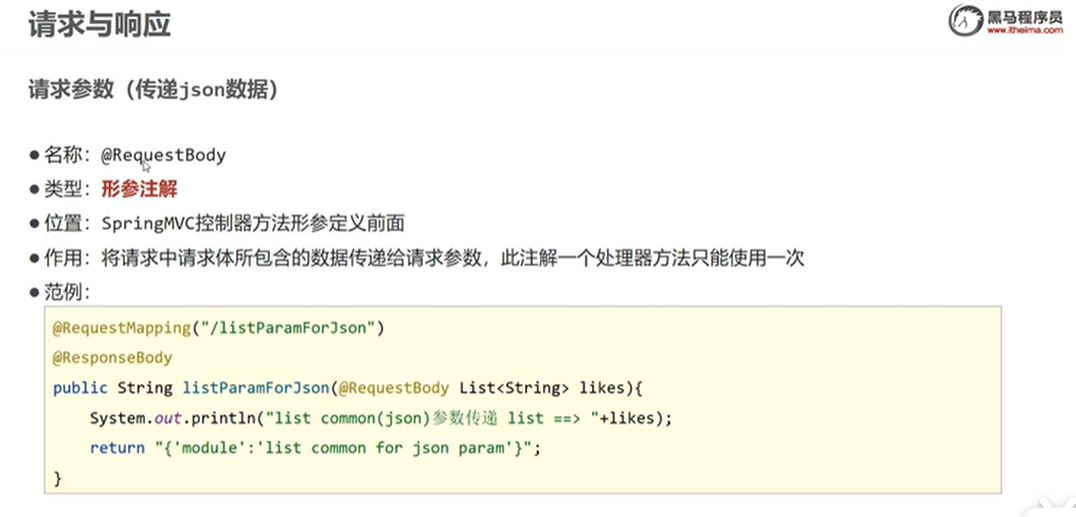 请求与响应
黑马程序员
www.itheima.com
请求参数（传递json数据）
● 名称：@RequestBody
● 类型：形参注解
● 位置：SpringMVC控制器方法形参定义前面
● 作用：将请求中请求体所包含的数据传递给请求参数，此注解一个处理器方法只能使用一次
● 范例：
@RequestMapping("/listParamForJson")
@ResponseBody
public String listParamForJson(@RequestBody List<String> likes){
    System.out.println("list common(json)参数传递 list ==> "+likes);
    return "{'module':'list common for json param'}";
}